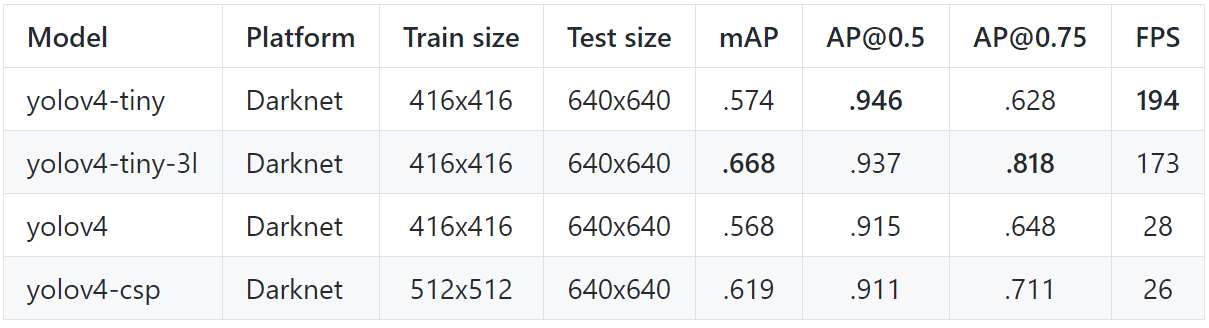 Model Platform Train size Test size mAP AP@0.5 AP@0.75 FPS
yolov4-tiny Darknet 416x416 640x640 .574 .946 .628 194
yolov4-tiny-3l Darknet 416x416 640x640 .668 .937 .818 173
yolov4 Darknet 416x416 640x640 .568 .915 .648 28
yolov4-csp Darknet 512x512 640x640 .619 .911 .711 26